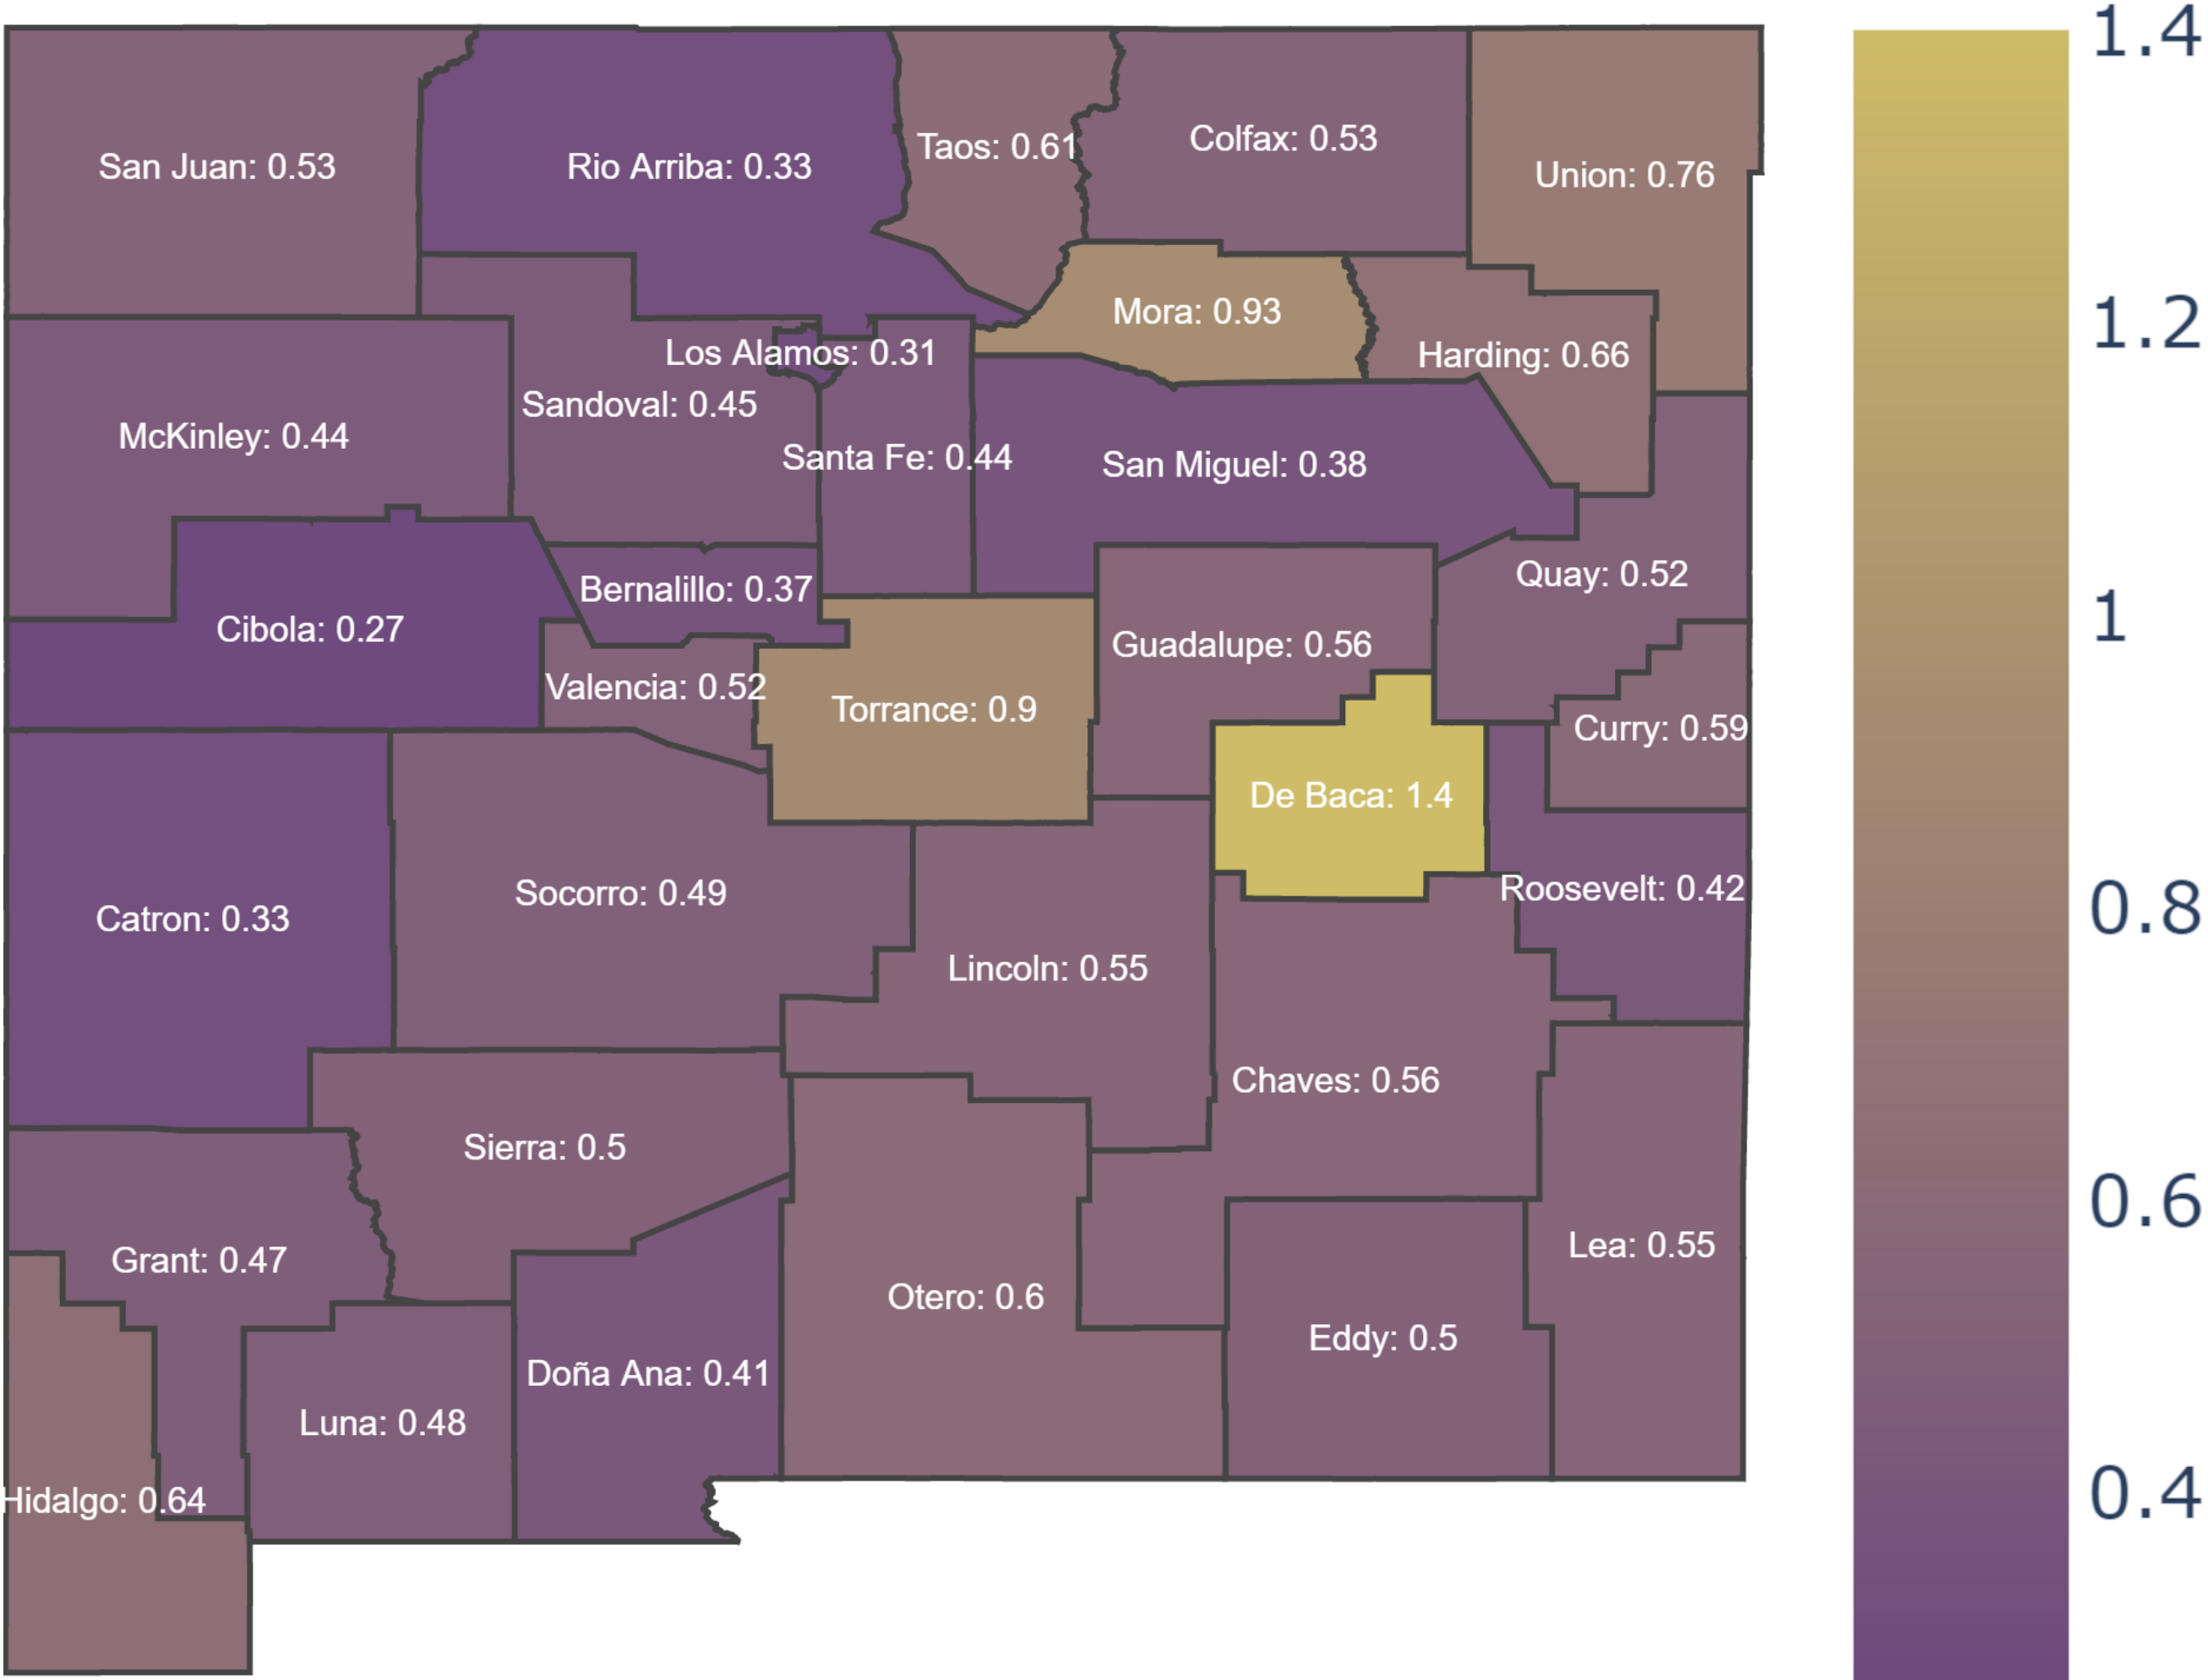 San Juan: 0.53
Rio Arriba: 0.33
Taos: 0.61
Colfax: 0.53
Union: 0.76
Mora: 0.93
Harding: 0.66
Los Alamos: 0.31
Sandoval: 0.45
McKinley: 0.44
Santa Fe: 0.44
San Miguel: 0.38
Quay: 0.52
Bernalillo: 0.37
Cibola: 0.27
Guadalupe: 0.56
Valencia: 0.52
Torrance: 0.9
Curry: 0.59
De Baca: 1.4
Roosevelt: 0.42
Socorro: 0.49
Catron: 0.33
Lincoln: 0.55
Chaves: 0.56
Sierra: 0.5
Lea: 0.55
Grant: 0.47
Otero: 0.6
Eddy: 0.5
Doña Ana: 0.41
Luna: 0.48
Hidalgo: 0.64
1.4
1.2
1
0.8
0.6
0.4